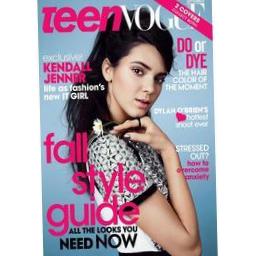 teenVOGUE
2 COVERS
exclusive!
KENDALL
JENNER
life as fashion's
new IT GIRL
DO or
DYE
THE HAIR
COLOR OF
THE MOMENT
DYLAN O'BRIEN'S
hottest
shoot ever
STRESSED
OUT?
how to
overcome
anxiety
fall
style
guide
ALL THE LOOKS YOU
NEED NOW